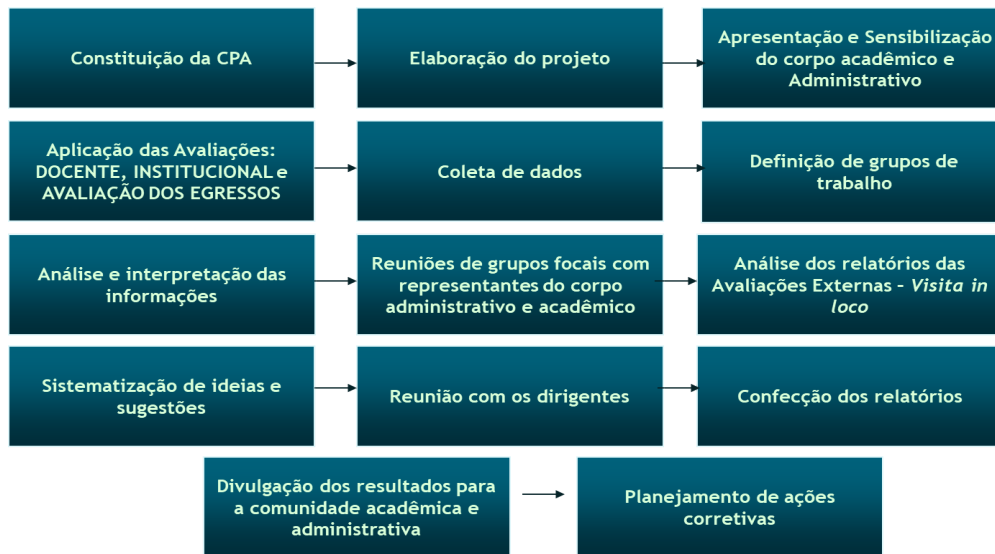 Constituição da CPA
Elaboração do projeto
Apresentação e Sensibilização
do corpo acadêmico e
Administrativo
Aplicação das Avaliações:
DOCENTE, INSTITUCIONAL e
AVALIAÇÃO DOS EGRESSOS
Coleta de dados
Definição de grupos de
trabalho
Análise e interpretação das
informações
Reuniões de grupos focais com
representantes do corpo
administrativo e acadêmico
Análise dos relatórios das
Avaliações Externas – Visita in
loco
Sistematização de ideias e
sugestões
Reunião com os dirigentes
Confecção dos relatórios
Divulgação dos resultados para
a comunidade acadêmica e
administrativa
Planejamento de ações
corretivas